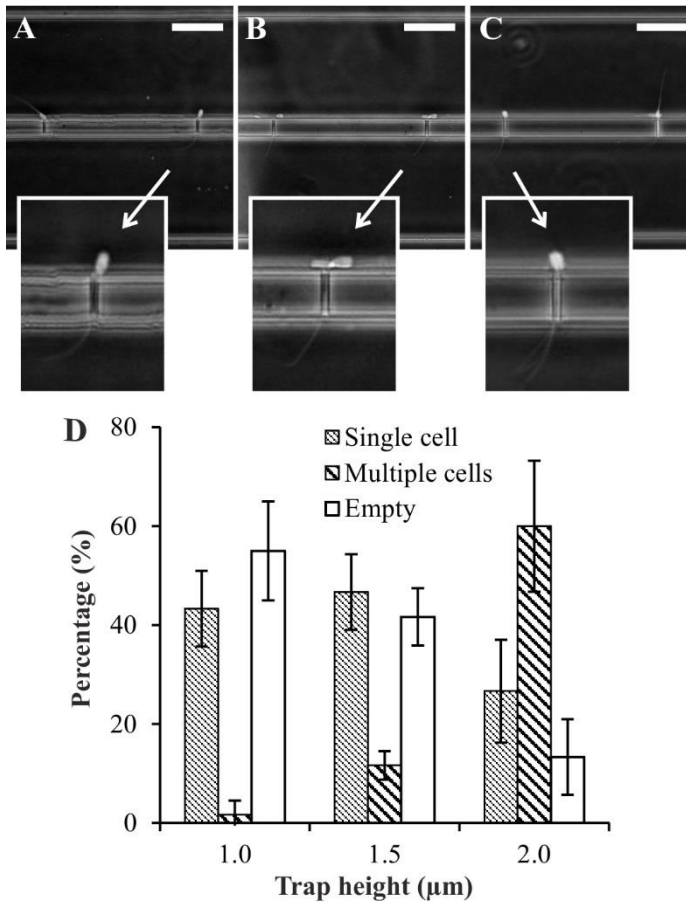 A B C
D
Single cell
Multiple cells
Empty
Percentage (%)
80
60
40
20
0
1.0 1.5 2.0
Trap height (µm)